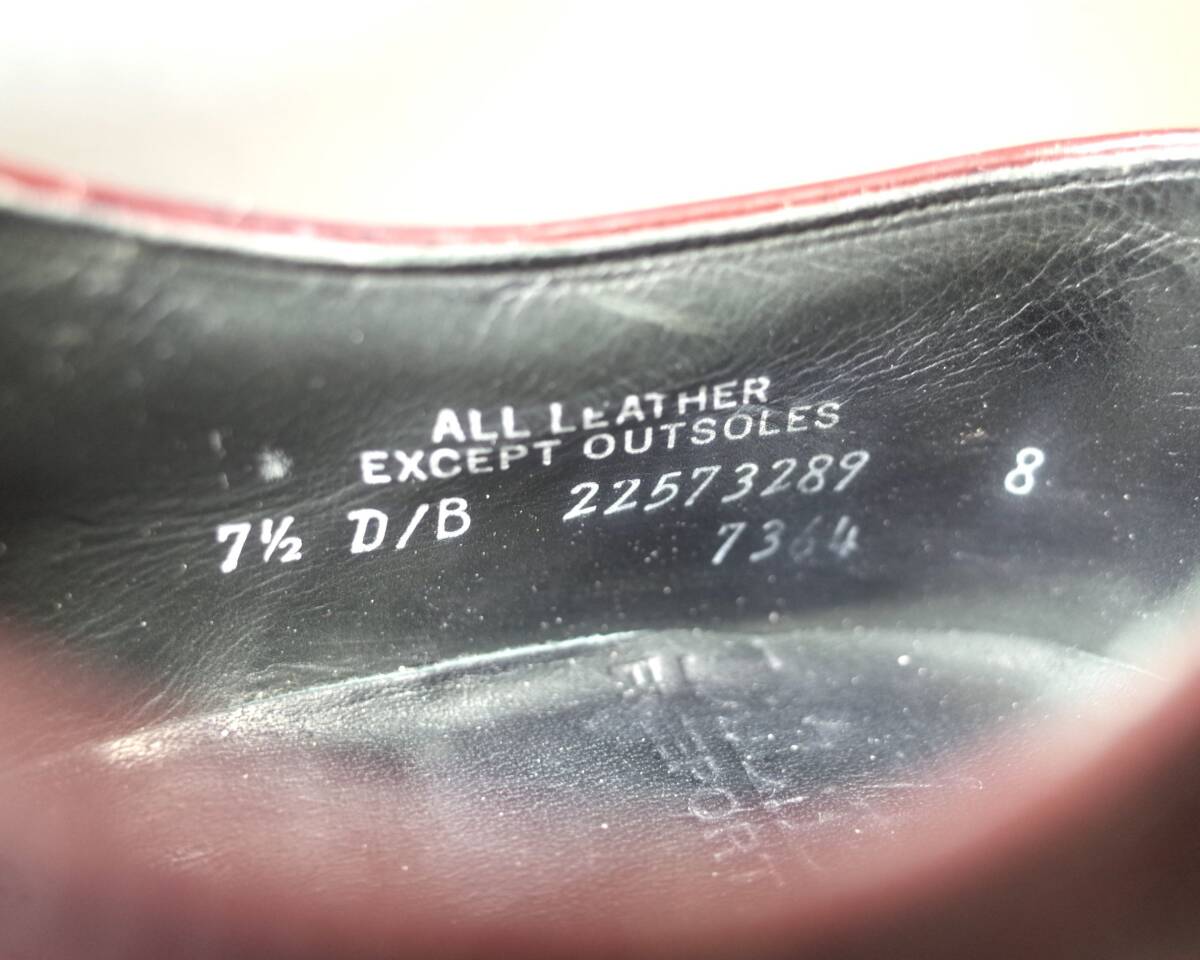 ALL LEATHER
EXCEPT OUTSOLES
7½ D/B 22573289 8
7364